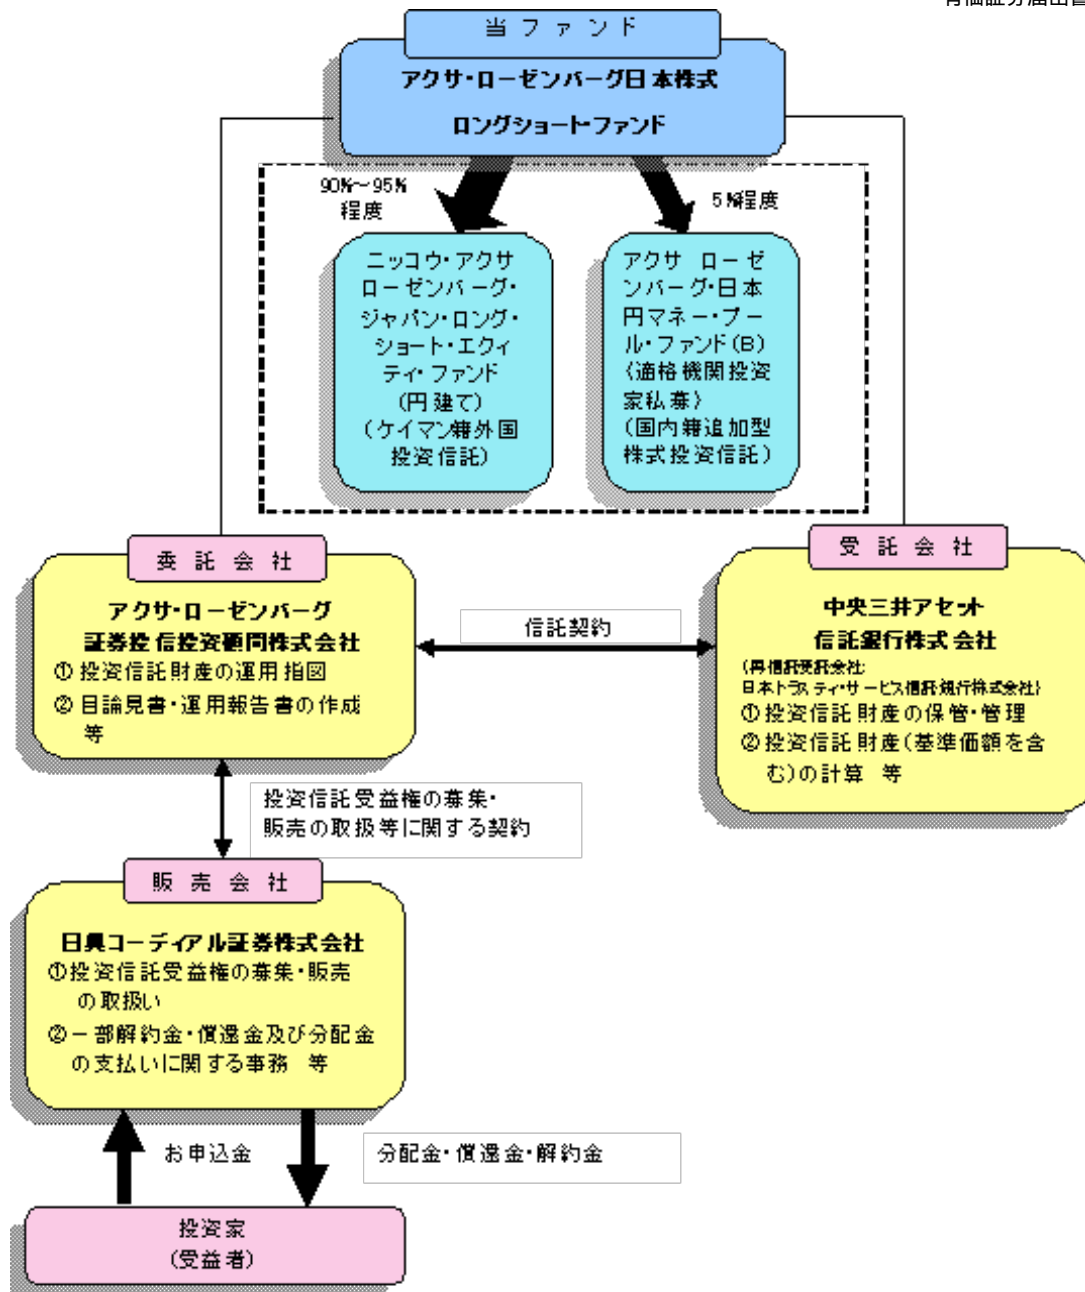 当ファンド
アクサ・ローゼンバーグ日本株式
ロングショート・ファンド
90%～95%
程度
5%程度
ニッコウ・アクサ
ローゼンバーグ・
ジャパン・ロング・
ショート・エクィ
ティ・ファンド
(円建て)
(ケイマン籍外国
投資信託)
アクサ ローゼ
ンバーグ・日本
円マネー・プー
ル・ファンド(B)
(適格機関投資
家私募)
(国内籍追加型
株式投資信託)
委託会社
アクサ・ローゼンバーグ
証券投信投資顧問株式会社
①投資信託財産の運用指図
②目論見書・運用報告書の作成
等
信託契約
受託会社
中央三井アセット
信託銀行株式会社
(再信託受託会社:
日本トラスティ・サービス信託銀行株式会社)
①投資信託財産の保管・管理
②投資信託財産(基準価額を含
む)の計算 等
投資信託受益権の募集・
販売の取扱等に関する契約
販売会社
日興コーディアル証券株式会社
①投資信託受益権の募集・販売
の取扱い
②一部解約金・償還金及び分配金
の支払いに関する事務 等
お申込金
分配金・償還金・解約金
投資家
(受益者)